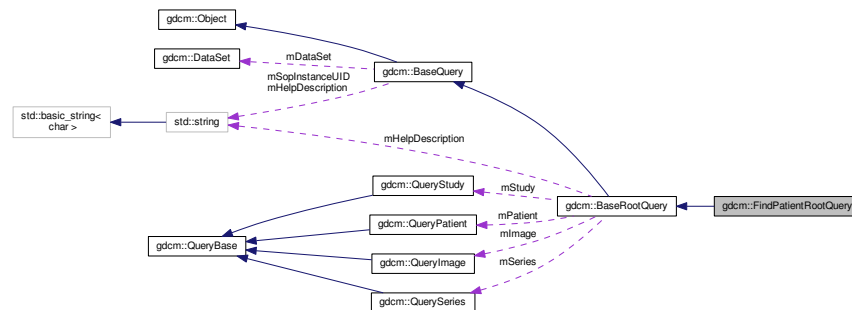 gdcm::Object
gdcm::DataSet
mDataSet
gdcm::BaseQuery
mSopInstanceUID
mHelpDescription
std::basic_string<
char >
std::string
mHelpDescription
gdcm::QueryStudy
mStudy
gdcm::BaseRootQuery
gdcm::FindPatientRootQuery
gdcm::QueryPatient
mPatient
mImage
gdcm::QueryBase
gdcm::QueryImage
mSeries
gdcm::QuerySeries